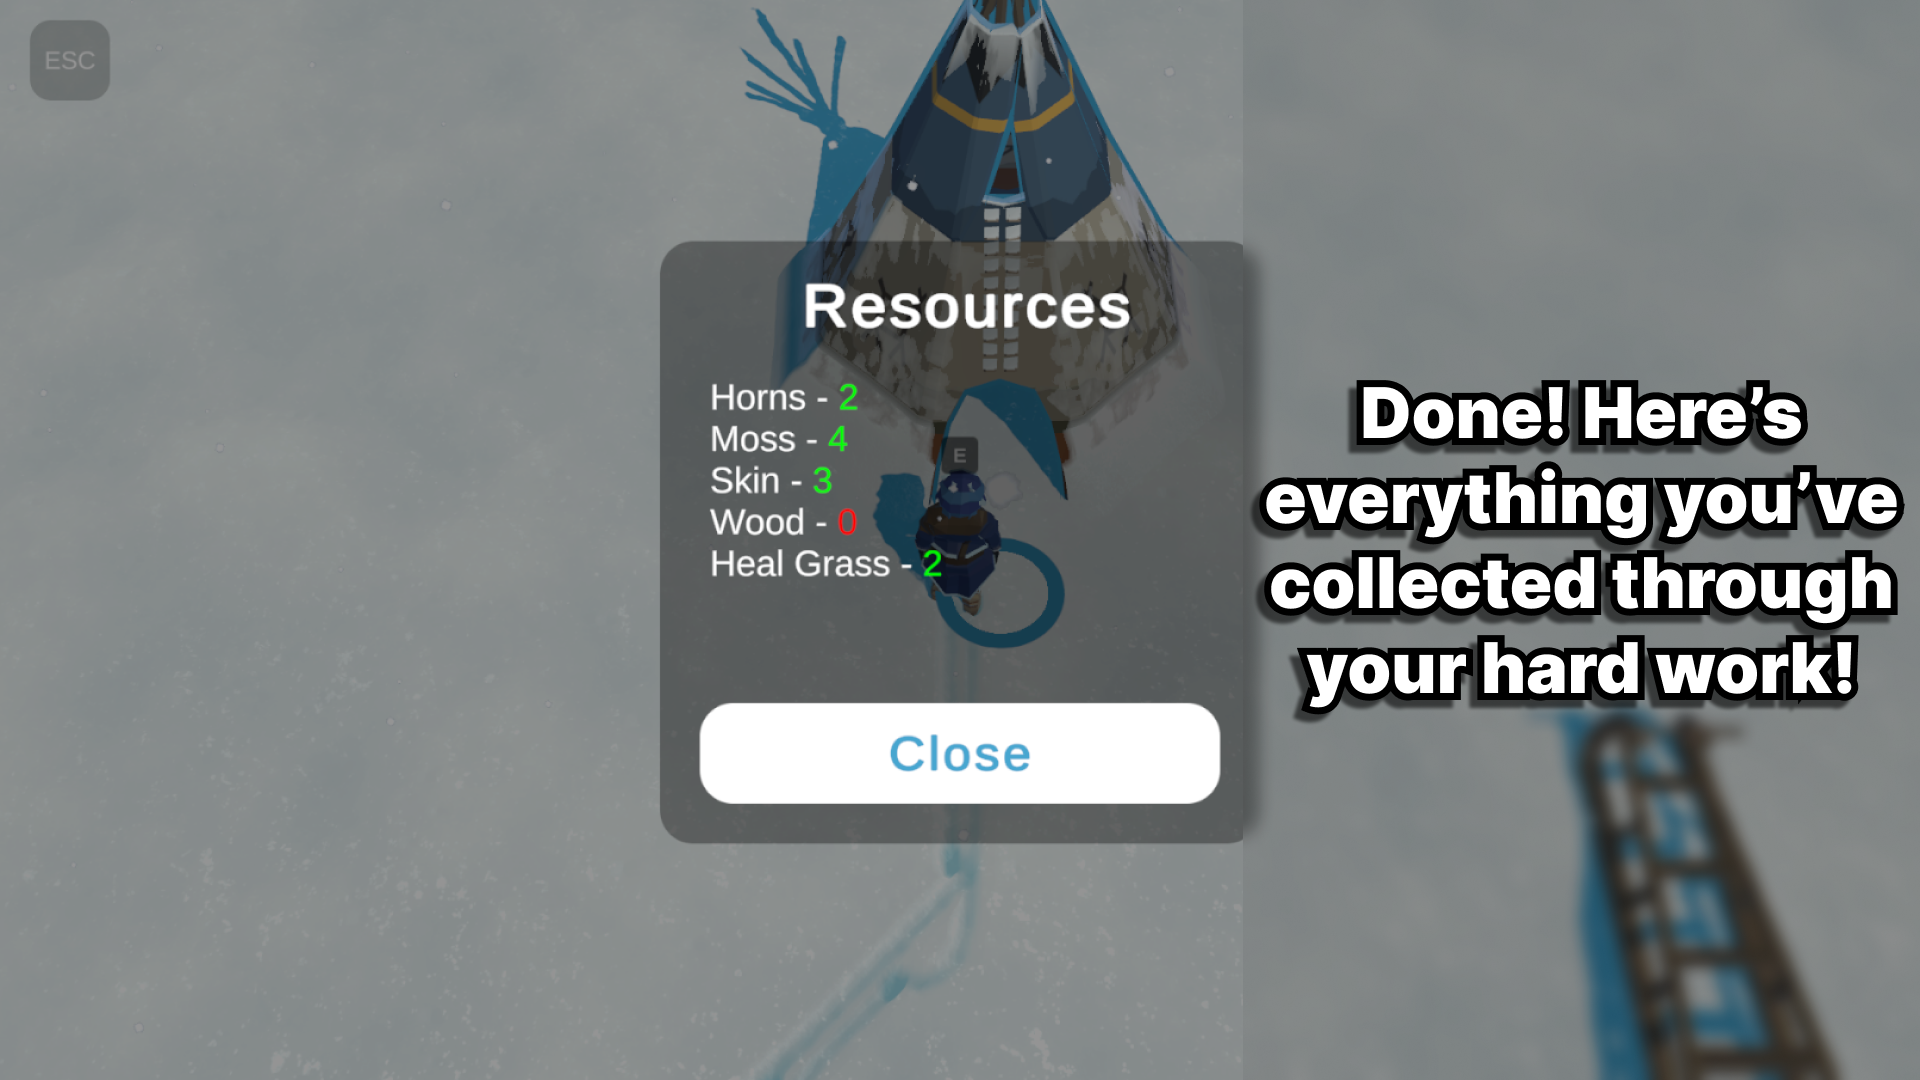 ESC
Resources
Horns - 2
Moss - 4
Skin - 3
Wood - 0
Heal Grass - 2
E
Close
Done! Here’s
everything you’ve
collected through
your hard work!